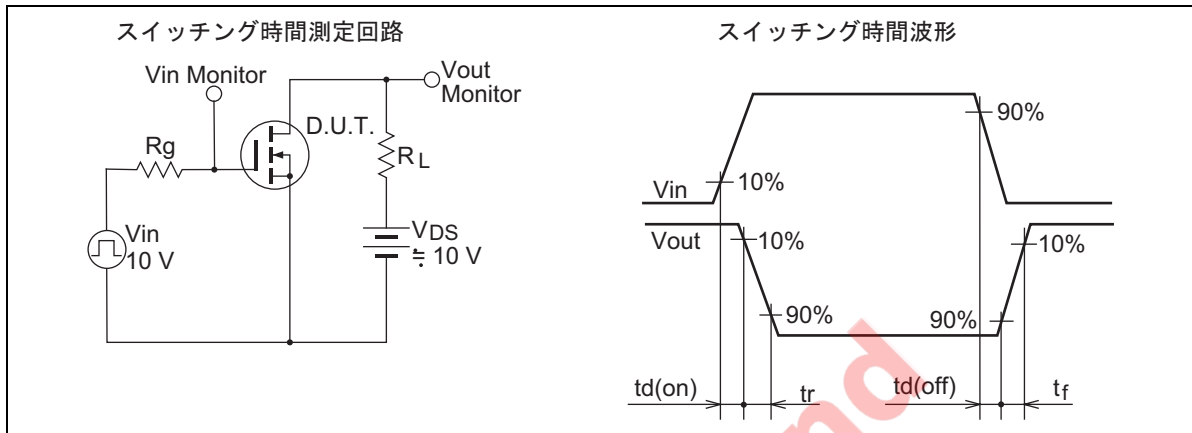 スイッチング時間測定回路
Vin Monitor
Vout
Monitor
D.U.T.
Rg
RL
Vin
10 V
VDS
≒ 10 V
スイッチング時間波形
90%
10%
Vin
Vout
10%
10%
90%
90%
td(on)
tr
td(off)
tf
nd